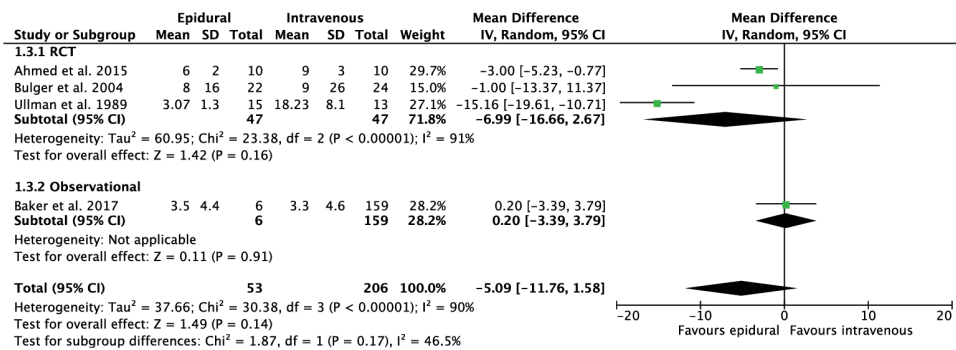 Epidural Intravenous Mean Difference Mean Difference
Study or Subgroup Mean SD Total Mean SD Total Weight IV, Random, 95% CI IV, Random, 95% CI
1.3.1 RCT
Ahmed et al. 2015 6 2 10 9 3 10 29.7% −3.00 [−5.23, −0.77]
Bulger et al. 2004 8 16 22 9 26 24 15.0% −1.00 [−13.37, 11.37]
Ullman et al. 1989 3.07 1.3 15 18.23 8.1 13 27.1% −15.16 [−19.61, −10.71]
Subtotal (95% CI) 47 47 71.8% −6.99 [−16.66, 2.67]
Heterogeneity: Tau² = 60.95; Chi² = 23.38, df = 2 (P < 0.00001); I² = 91%
Test for overall effect: Z = 1.42 (P = 0.16)
1.3.2 Observational
Baker et al. 2017 3.5 4.4 6 3.3 4.6 159 28.2% 0.20 [−3.39, 3.79]
Subtotal (95% CI) 6 159 28.2% 0.20 [−3.39, 3.79]
Heterogeneity: Not applicable
Test for overall effect: Z = 0.11 (P = 0.91)
Total (95% CI) 53 206 100.0% −5.09 [−11.76, 1.58]
Heterogeneity: Tau² = 37.66; Chi² = 30.38, df = 3 (P < 0.00001); I² = 90%
Test for overall effect: Z = 1.49 (P = 0.14)
Test for subgroup differences: Chi² = 1.87, df = 1 (P = 0.17), I² = 46.5%
−20 −10 0 10 20
Favours epidural Favours intravenous